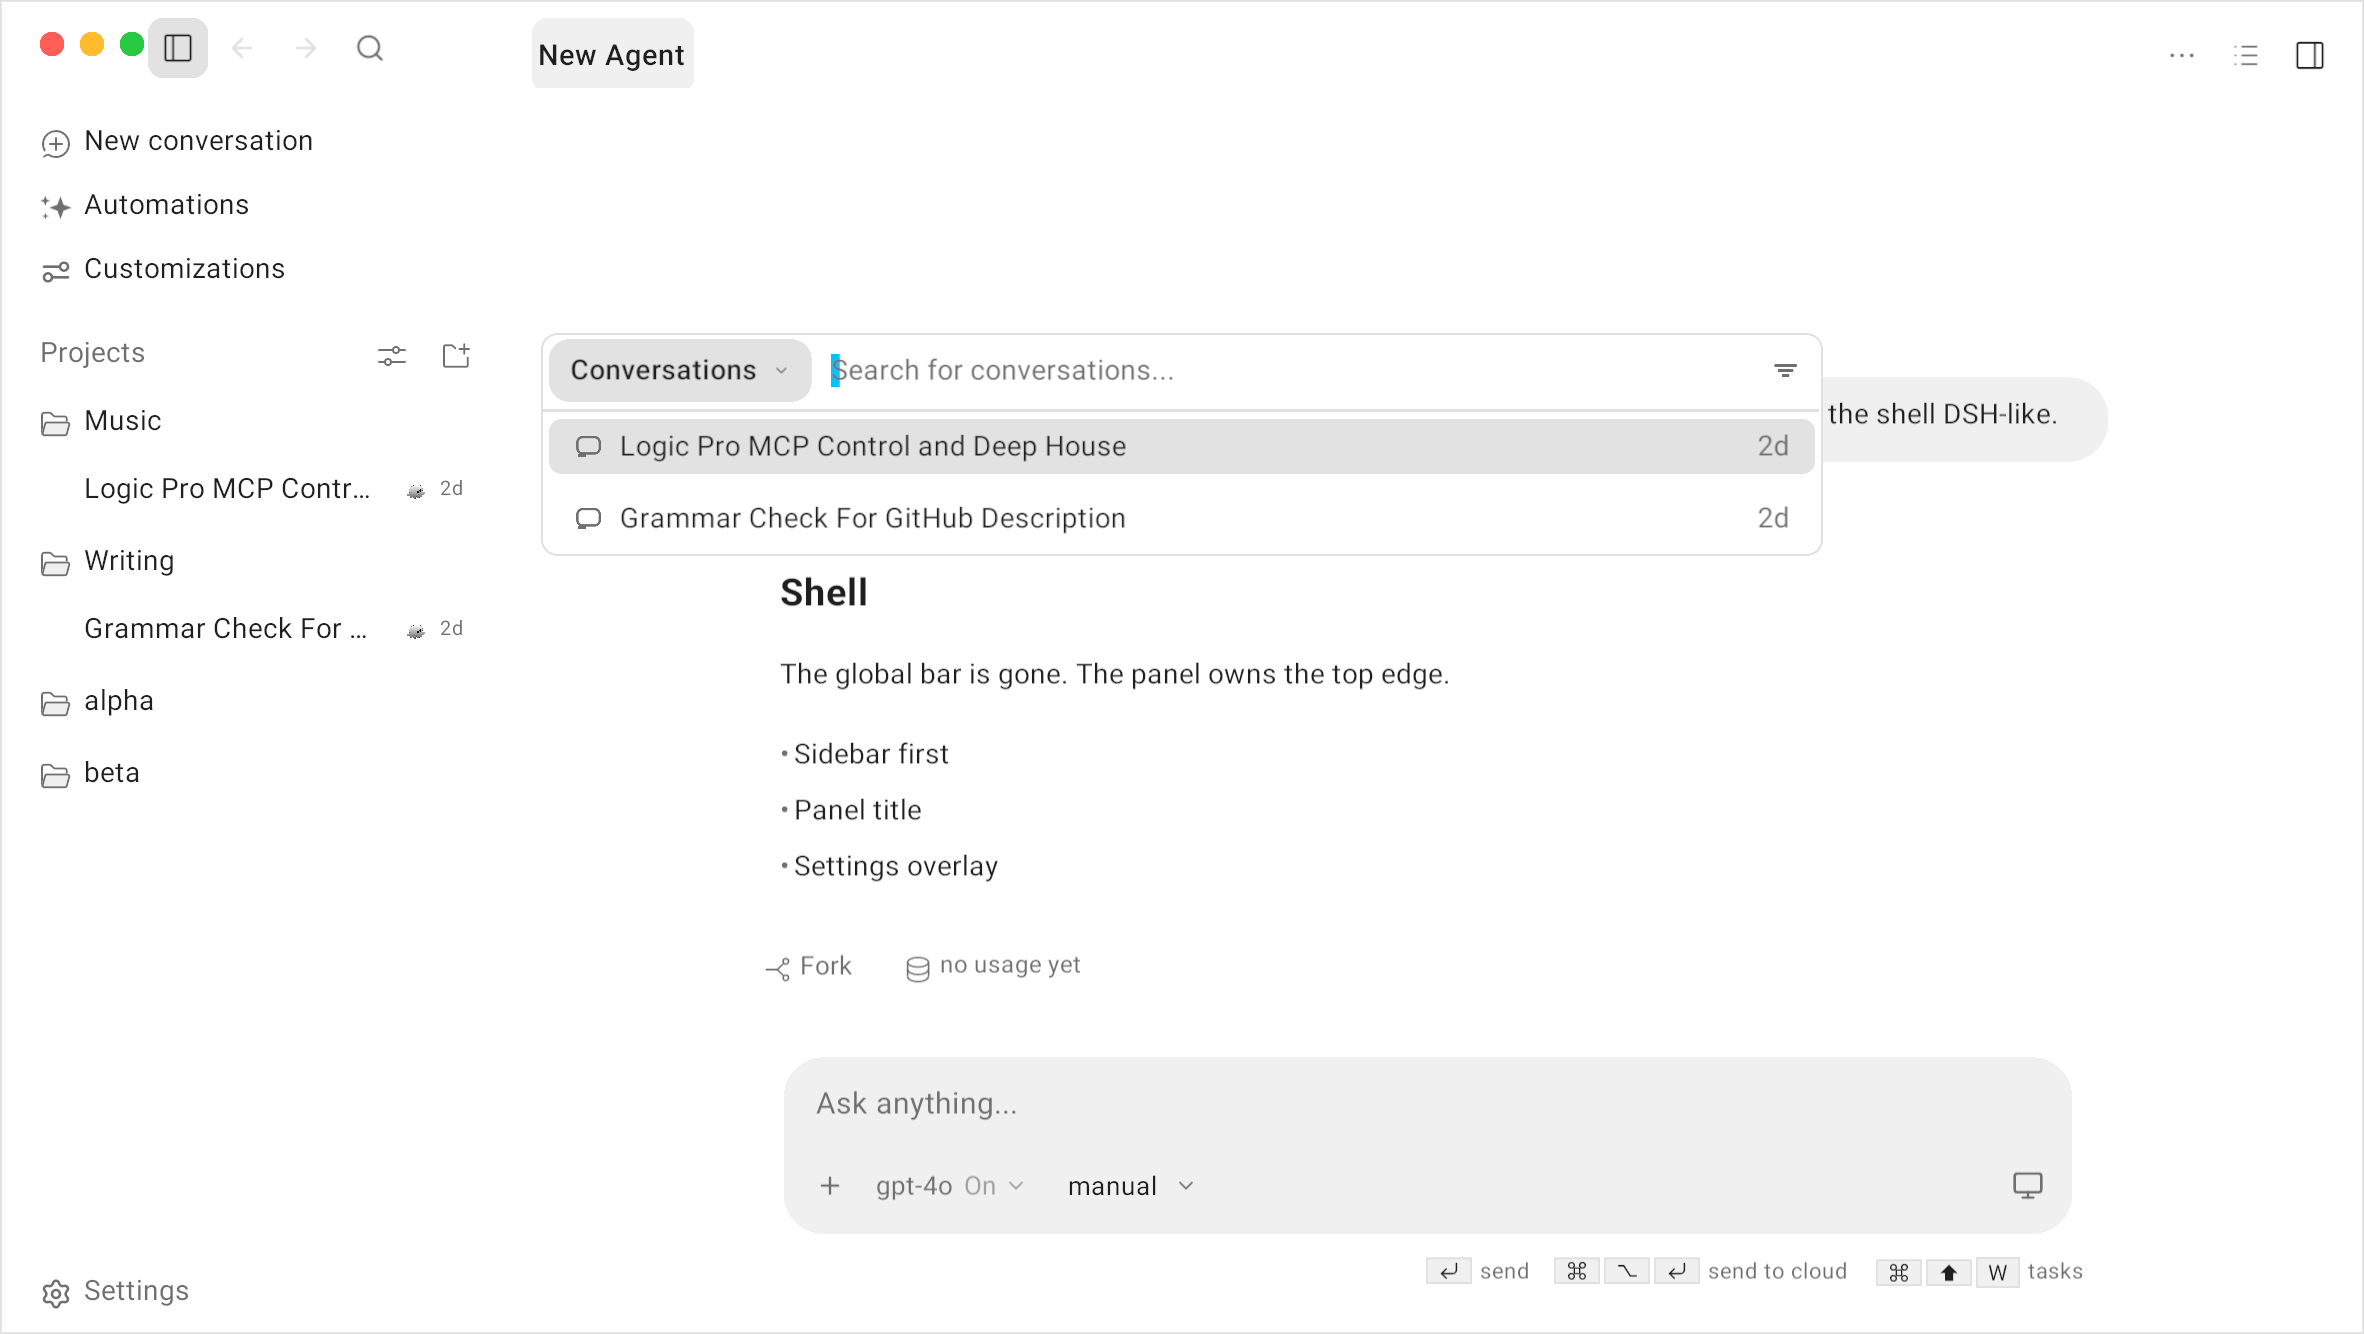 New Agent
New conversation
Automations
Customizations
Projects
Music
Logic Pro MCP Contr...
2d
Writing
Grammar Check For ...
2d
alpha
beta
Settings
Conversations
Search for conversations...
Logic Pro MCP Control and Deep House
2d
Grammar Check For GitHub Description
2d
the shell DSH-like.
Shell
The global bar is gone. The panel owns the top edge.
• Sidebar first
• Panel title
• Settings overlay
Fork
no usage yet
Ask anything...
gpt-4o On
manual
send
send to cloud
W tasks